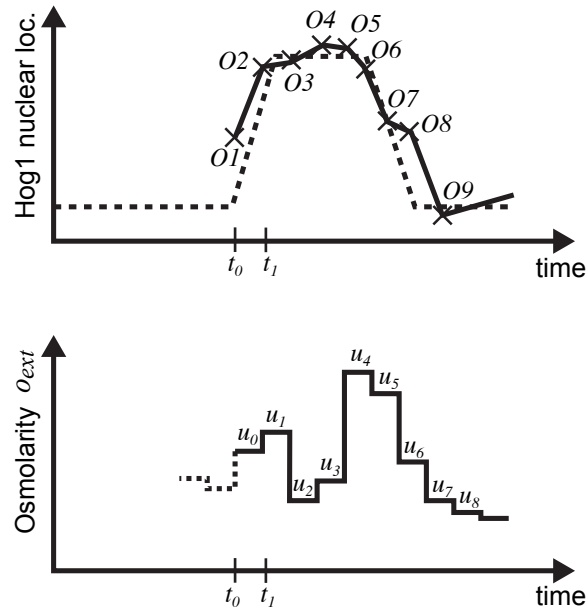 Hog1 nuclear loc.
O1
O2
O3
O4
O5
O6
O7
O8
O9
t0
t1
time
Osmolarity oext
u0
u1
u2
u3
u4
u5
u6
u7
u8
t0
t1
time